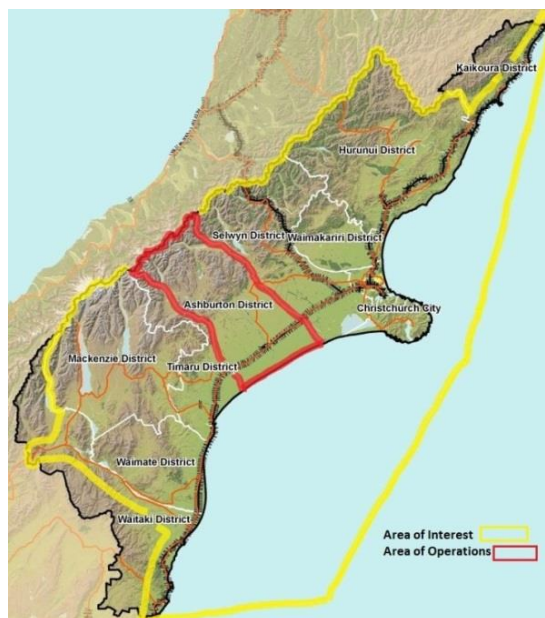 Kaikoura District
Hurunui District
Selwyn District
Waimakariri District
Ashburton District
Christchurch City
Mackenzie District
Timaru District
Waimate District
Waitaki District
Area of Interest
Area of Operations